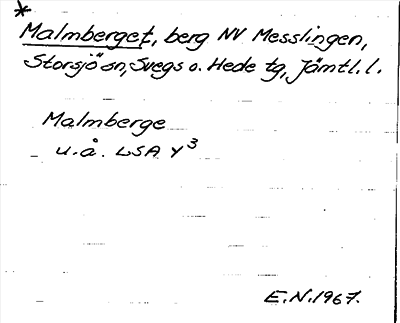 *
Malmberget, berg NV Messlingen,
Storsjö sn, Svegs o. Hede tg, Jämtl. l.
Malmberge
u.å. LSA Y³
E.N. 1967.